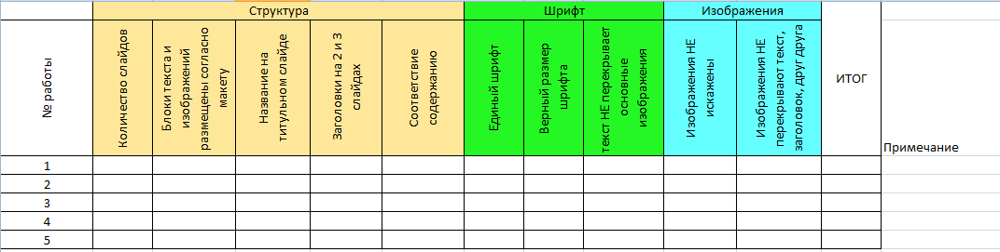 Структура
Шрифт
Изображения
№ работы
Количество слайдов
Блоки текста и
изображений
размещены согласно
макету
Название на
титульном слайде
Заголовки на 2 и 3
слайдах
Соответствие
содержанию
Единый шрифт
Верный размер
шрифта
текст НЕ перекрывает
основные
изображения
Изображения НЕ
искажены
Изображения НЕ
перекрывают текст,
заголовок, друг друга
ИТОГ
Примечание
1
2
3
4
5